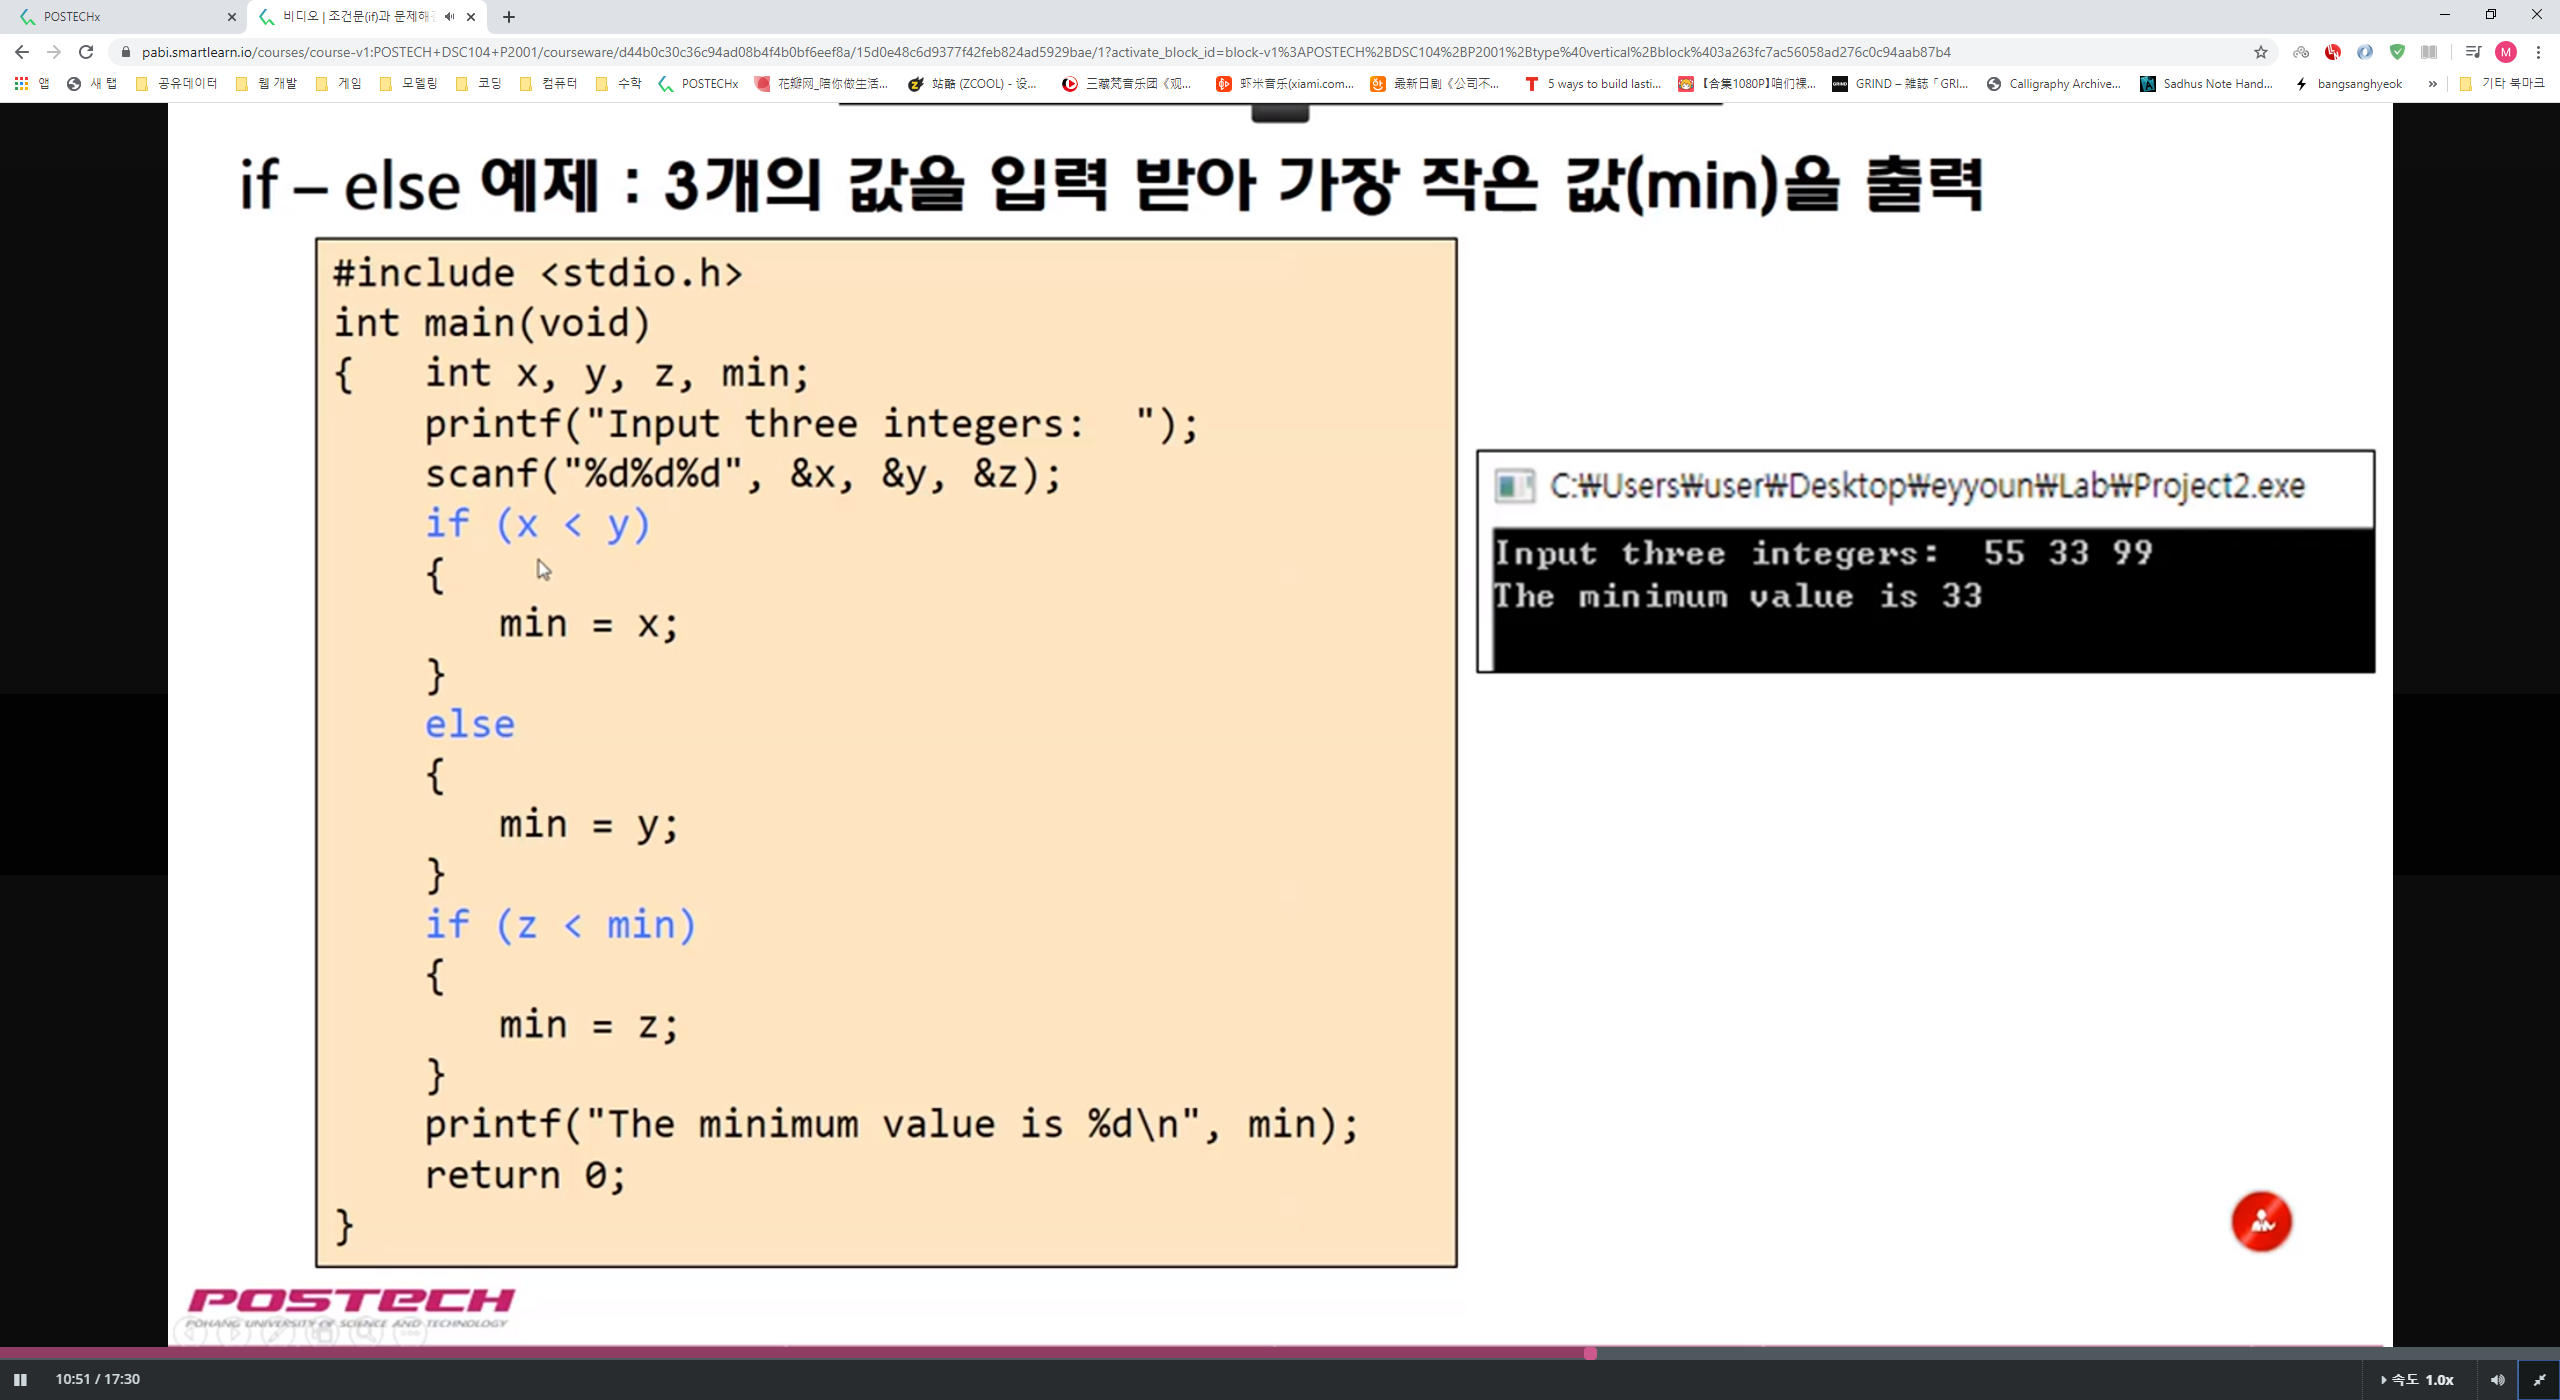 POSTECHx
비디오 | 조건문(if)과 문제해
pabi.smartlearn.io/courses/course-v1:POSTECH+DSC104+P2001/courseware/d44b0c30c36c94ad08b4f4b0bf6eef8a/15d0e48c6d9377f42feb824ad5929bae/1?activate_block_id=block-v1%3APOSTECH%2BDSC104%2BP2001%2Btype%40vertical%2Bblock%403a263fc7ac56058ad276c0c94aab87b4
M
앱 새 탭 공유데이터 웹 개발 게임 모델링 코딩 컴퓨터 수학 POSTECHx 花瓣网_陪你做生活... 站酷 (ZCOOL) - 设... 三藏梵音乐团《观... 虾米音乐(xiami.com... 最新日剧《公司不... 5 ways to build lasti... 【合集1080P】咱们裸... GRIND – 雑誌「GRI... Calligraphy Archive... Sadhus Note Hand... bangsanghyeok » 기타 북마크
if – else 예제 : 3개의 값을 입력 받아 가장 작은 값(min)을 출력
#include <stdio.h>
int main(void)
{ int x, y, z, min;
printf("Input three integers:  ");
scanf("%d%d%d", &x, &y, &z);
if (x < y)
{
min = x;
}
else
{
min = y;
}
if (z < min)
{
min = z;
}
printf("The minimum value is %d\n", min);
return 0;
}
C:₩Users₩user₩Desktop₩eyyoun₩Lab₩Project2.exe
Input three integers:  55 33 99
The minimum value is 33
POSTECH
POHANG UNIVERSITY OF SCIENCE AND TECHNOLOGY
10:51 / 17:30
속도 1.0x